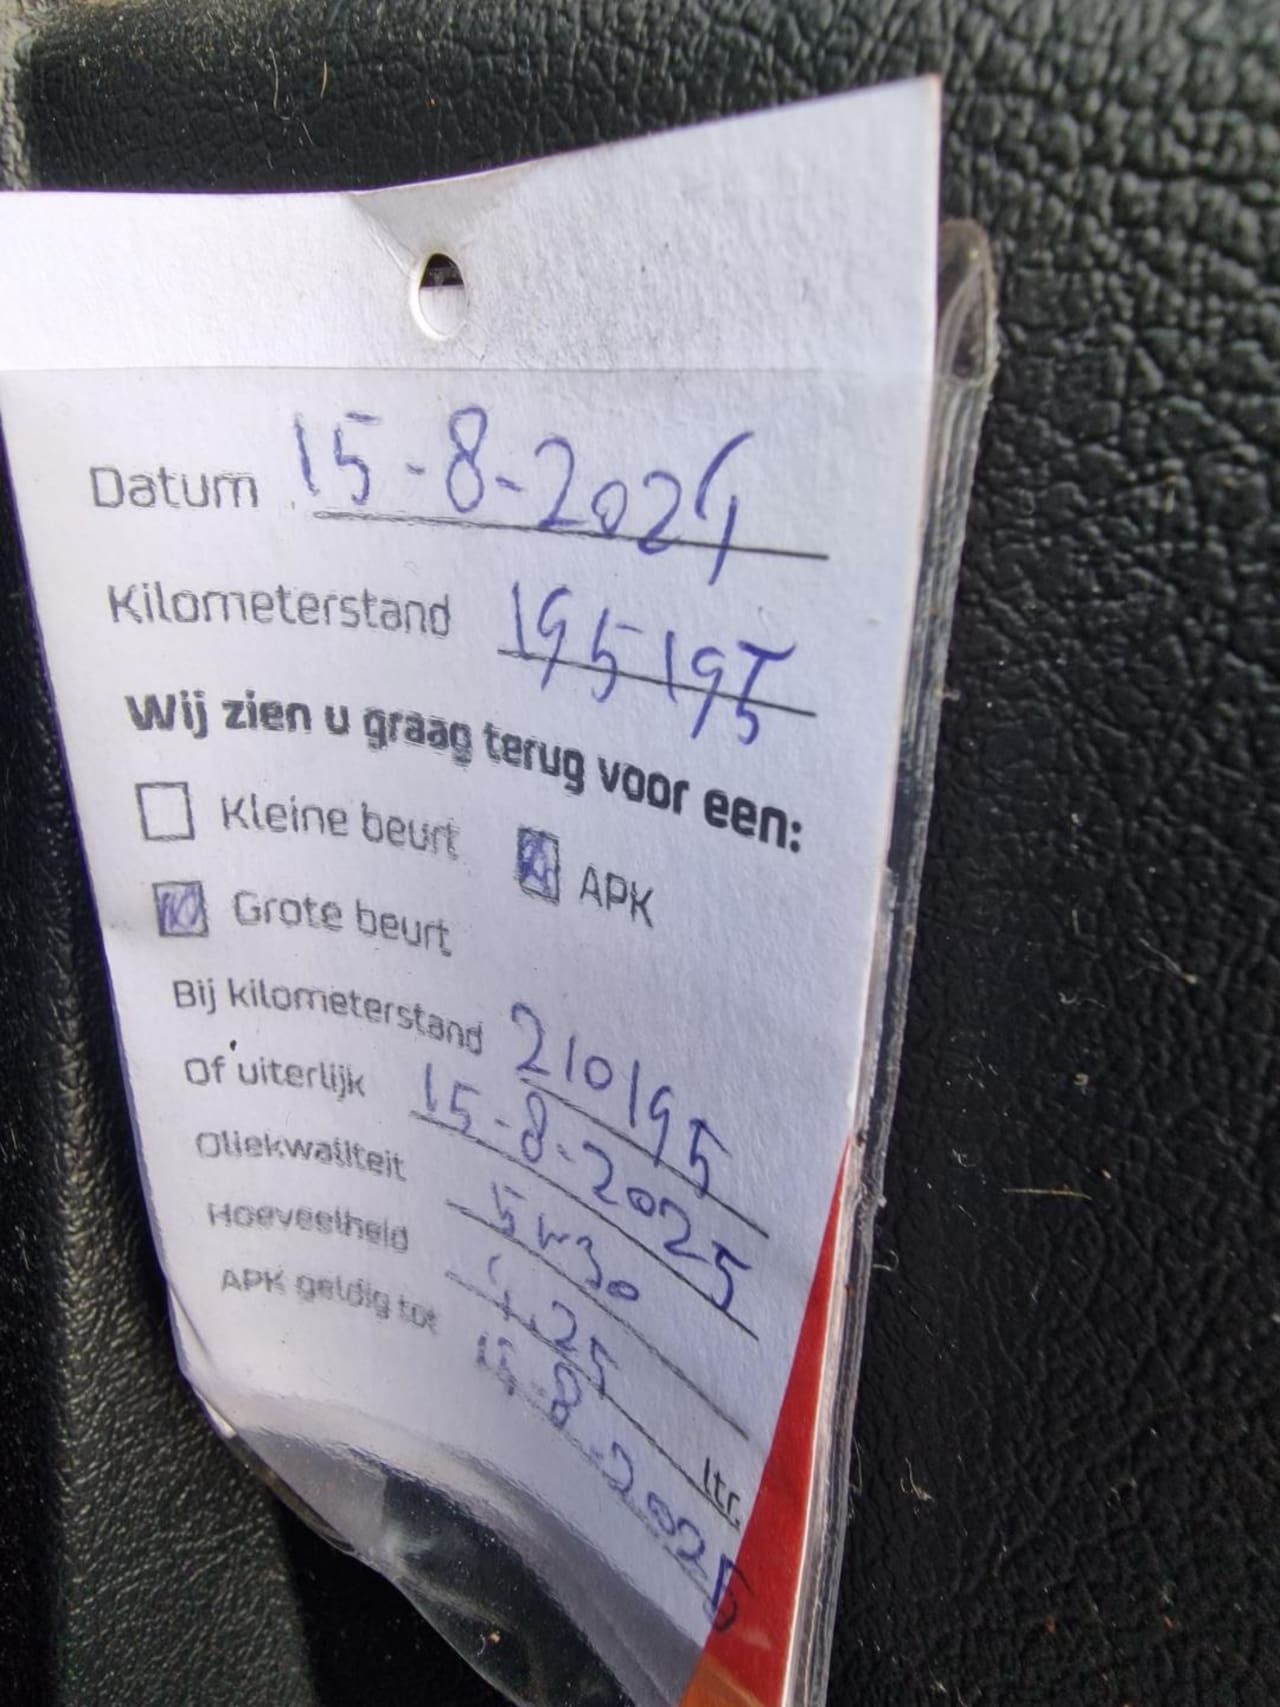 Datum 15-8-2024
Kilometerstand 195195
Wij zien u graag terug voor een:
Kleine beurt APK
Grote beurt
Bij kilometerstand 210195
Of uiterlijk 15-8-2025
Oliekwaliteit 5w30
Hoeveelheid 4,25 ltr.
APK geldig tot 15-8-2025